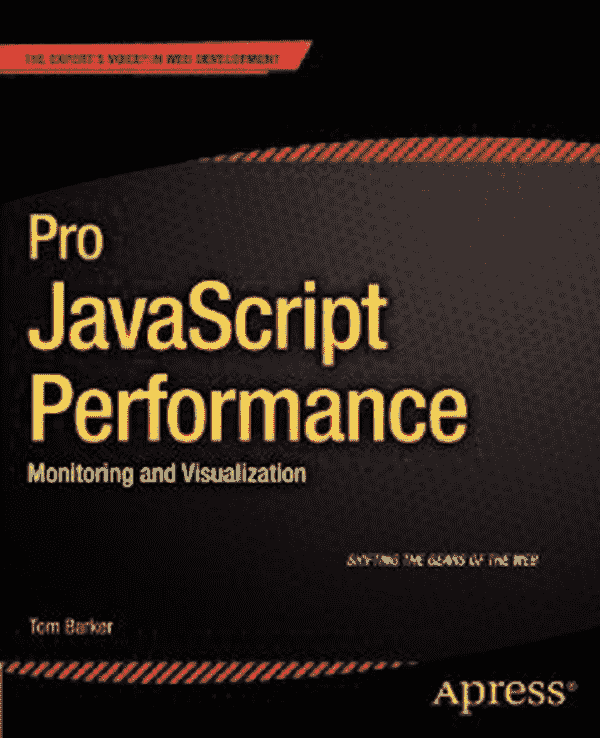 THE EXPERT'S VOICE® IN WEB DEVELOPMENT
Pro
JavaScript
Performance
Monitoring and Visualization
SHIFTING THE GEARS OF THE WEB
Tom Barker
Apress®